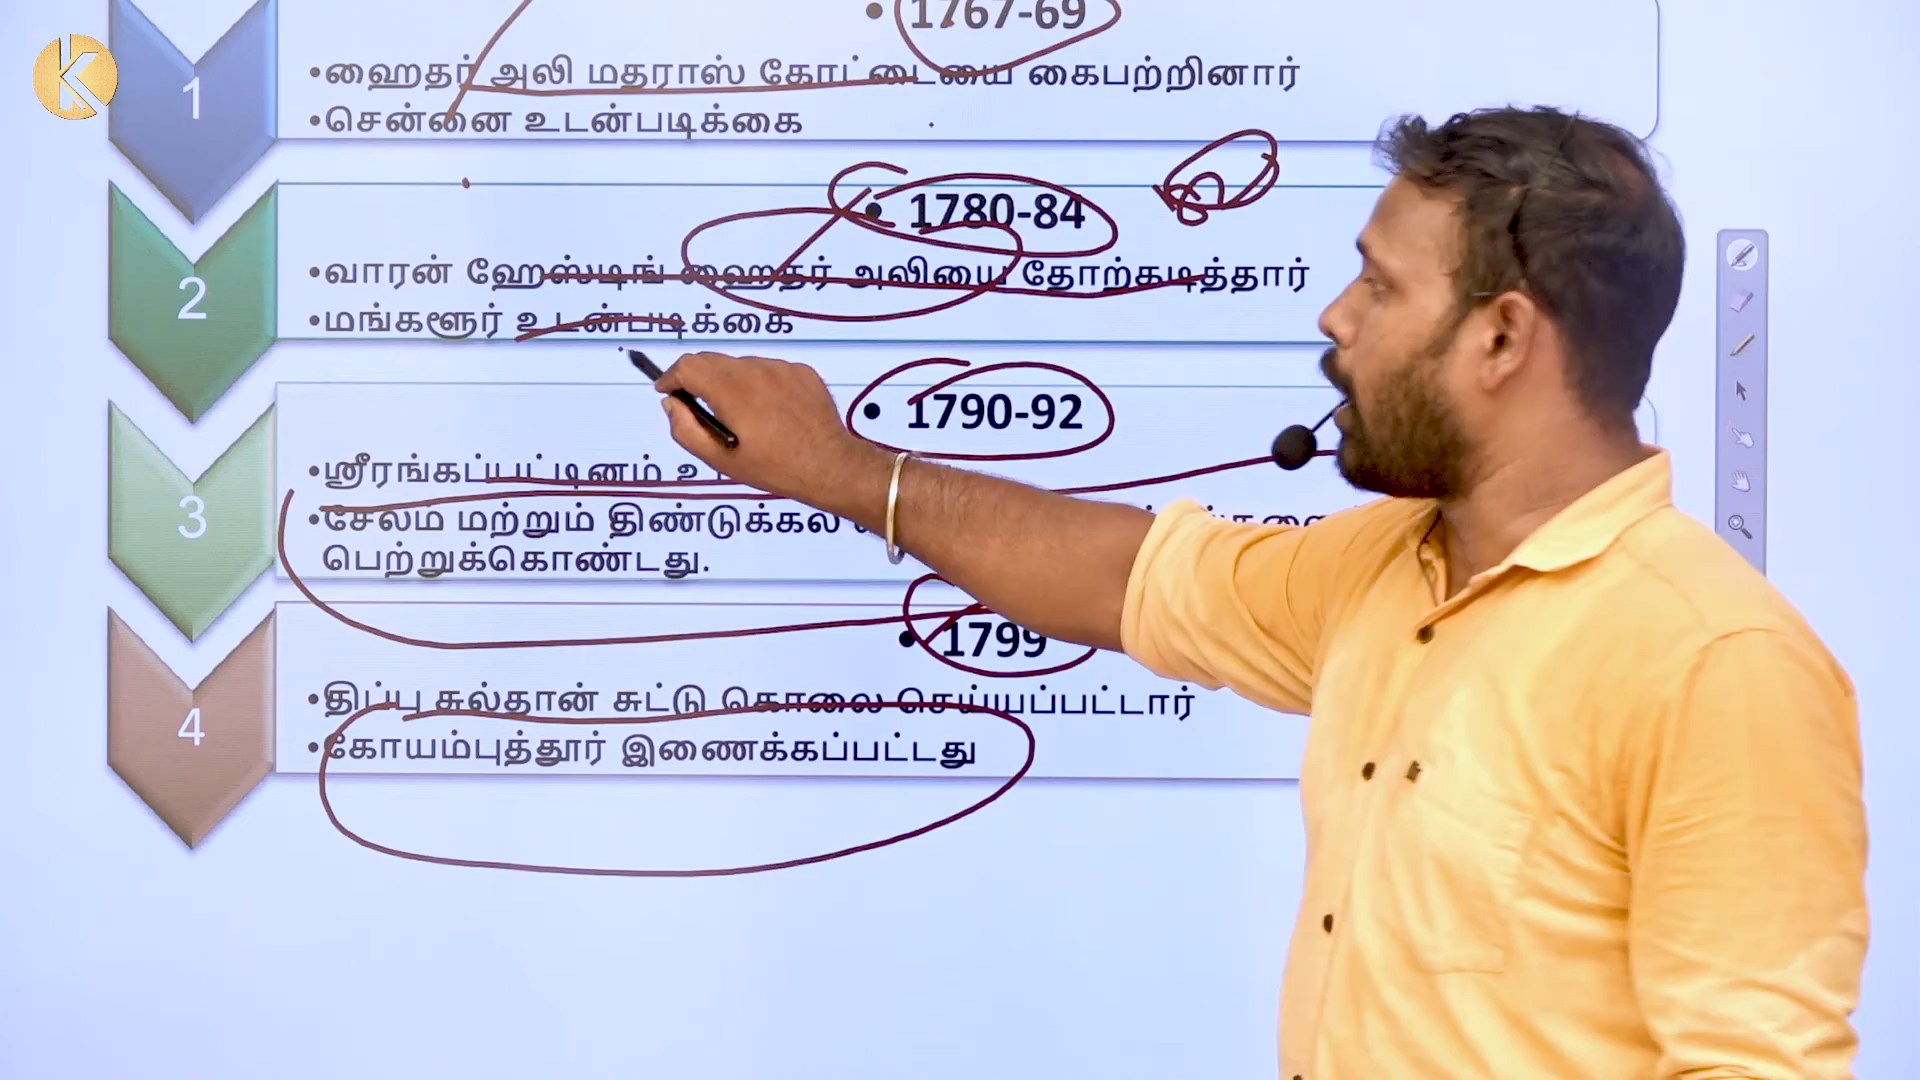 1
• 1767-69
•ஹைதர் அலி மதராஸ் கோட்டையை கைபற்றினார்
•சென்னை உடன்படிக்கை
2
• 1780-84
•வாரன் ஹேஸ்டிங் ஹைதர் அலியை தோற்கடித்தார்
•மங்களூர் உடன்படிக்கை
3
• 1790-92
•ஶ்ரீரங்கப்பட்டினம்
•சேலம் மற்றும் திண்டுக்கல்
பெற்றுக்கொண்டது.
4
• 1799
•திப்பு சுல்தான் சுட்டு கொலை செய்யப்பட்டார்
•கோயம்புத்தூர் இணைக்கப்பட்டது